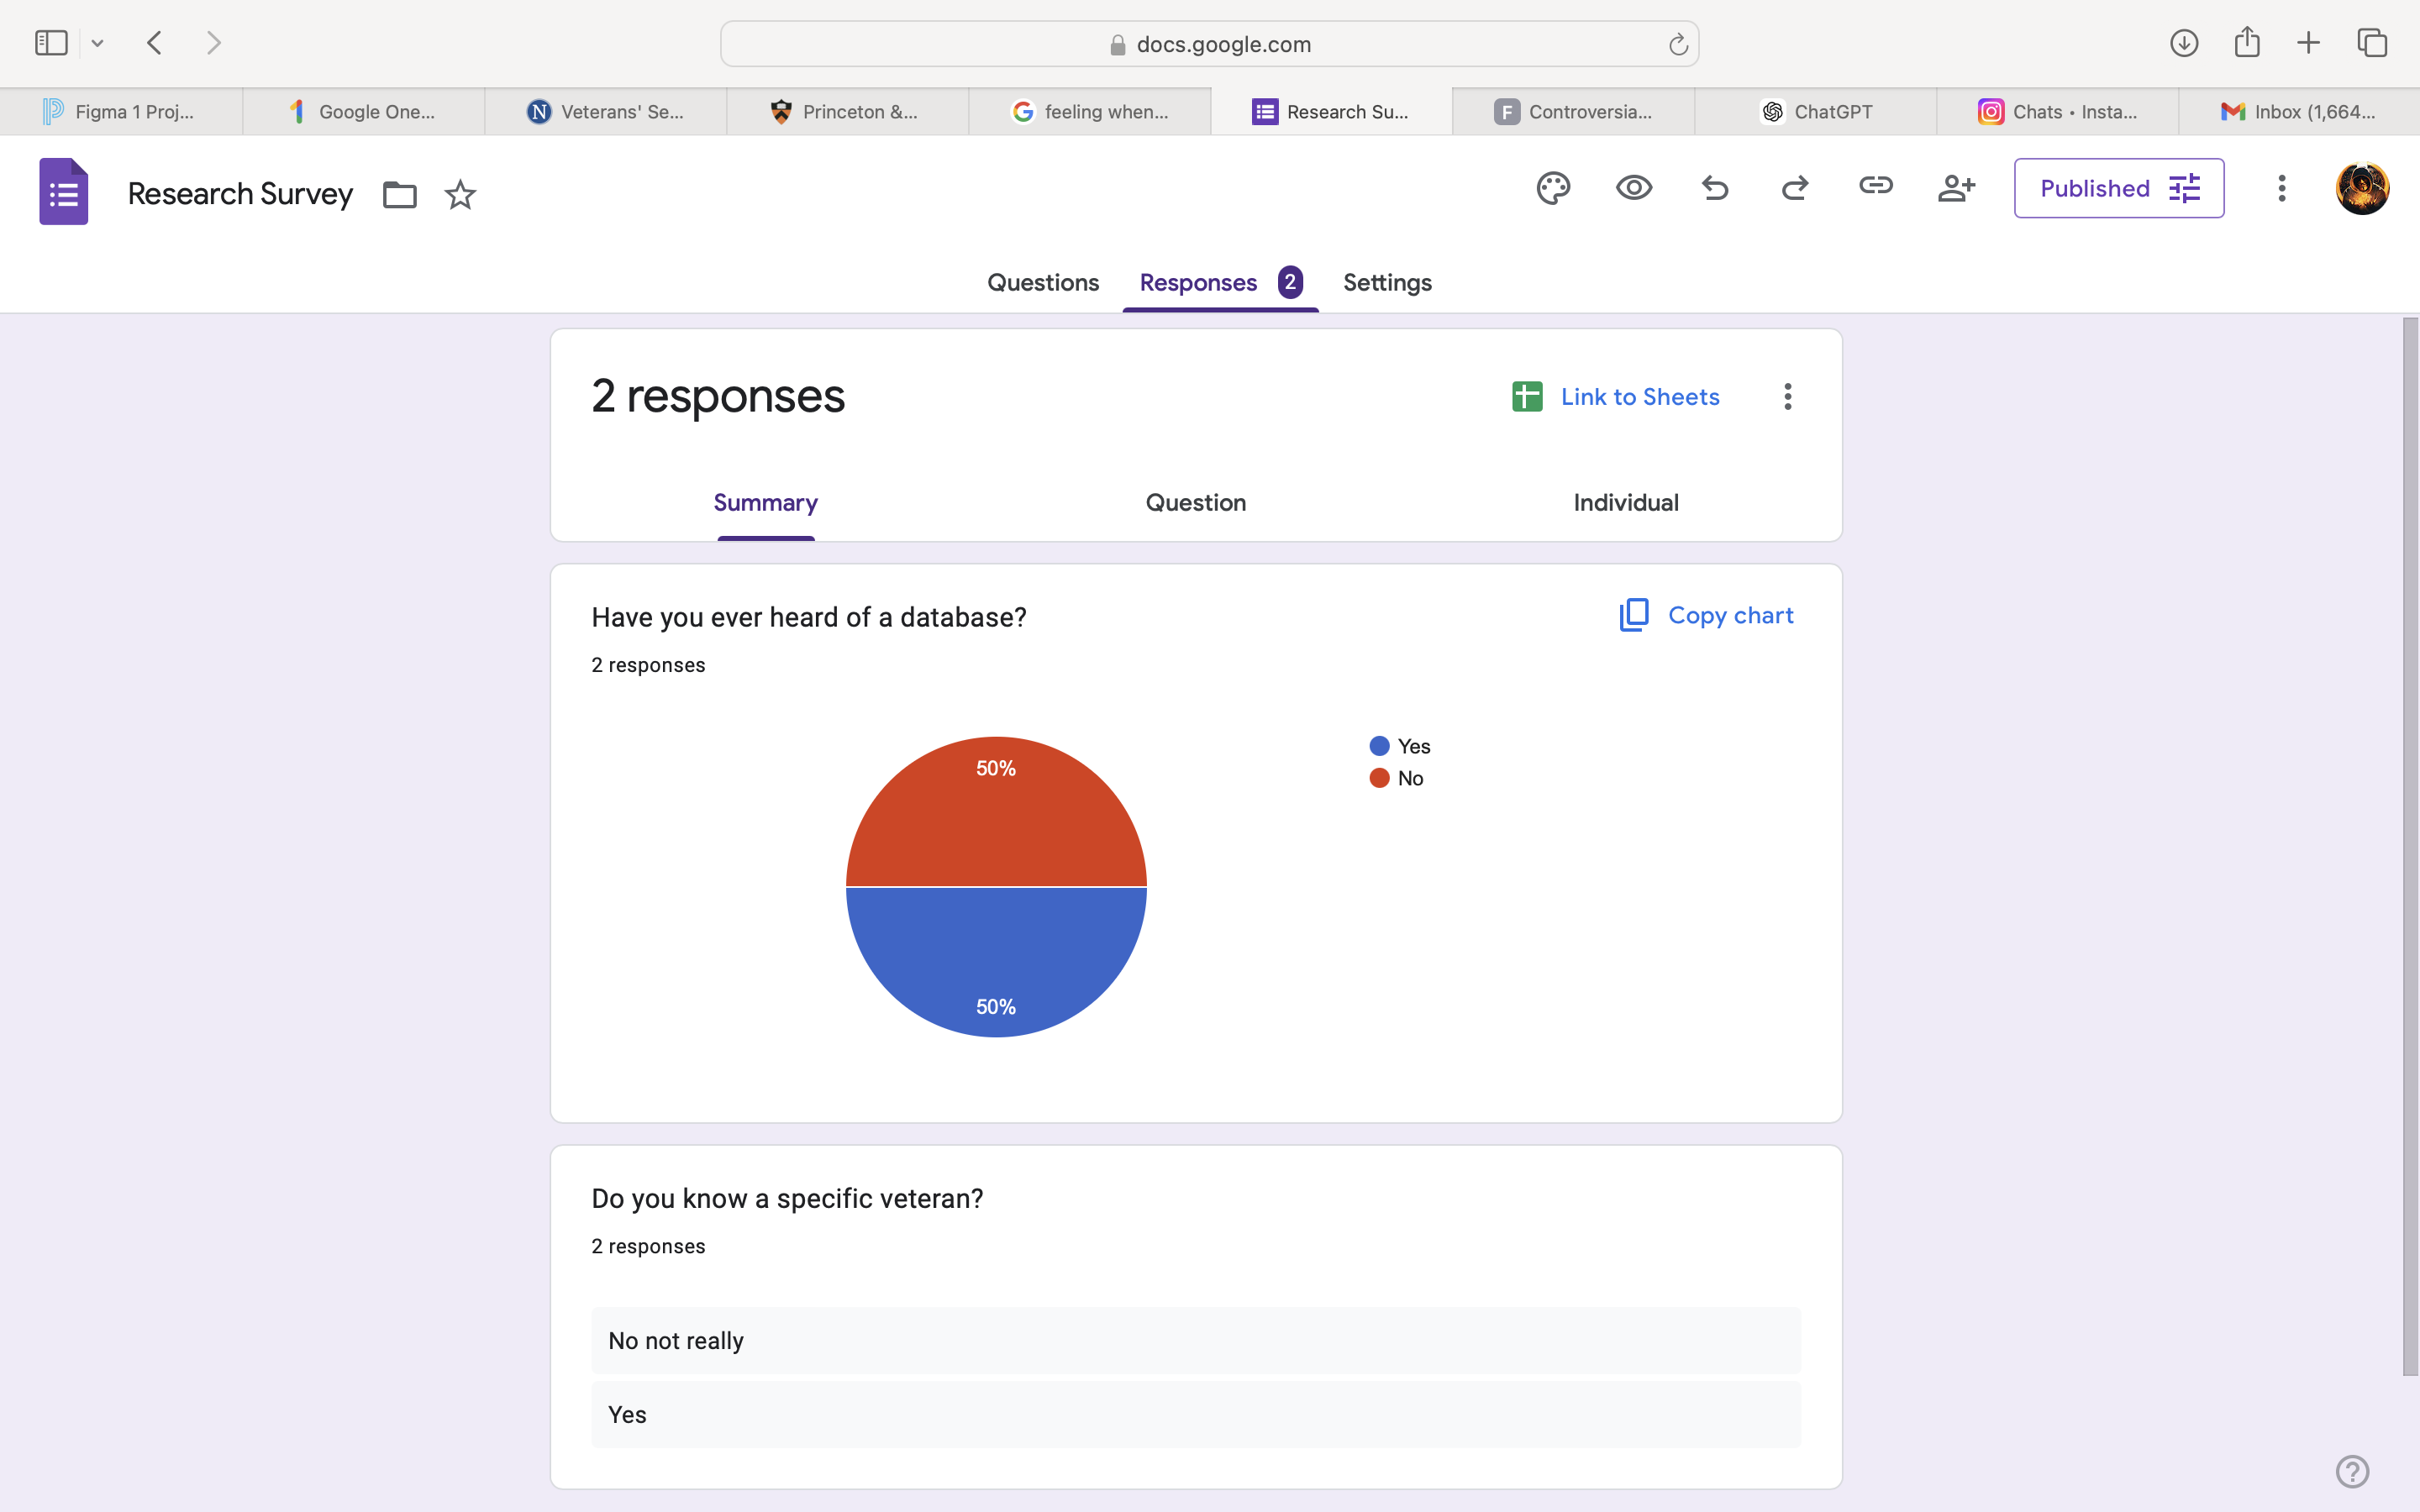 docs.google.com
Figma 1 Proj...
Google One...
N Veterans' Se...
Princeton &...
feeling when...
Research Su...
F Controversia...
ChatGPT
Chats • Insta...
Inbox (1,664...
Research Survey
Published
Questions
Responses 2
Settings
2 responses
Link to Sheets
Summary
Question
Individual
Have you ever heard of a database?
Copy chart
2 responses
50%
50%
Yes
No
Do you know a specific veteran?
2 responses
No not really
Yes